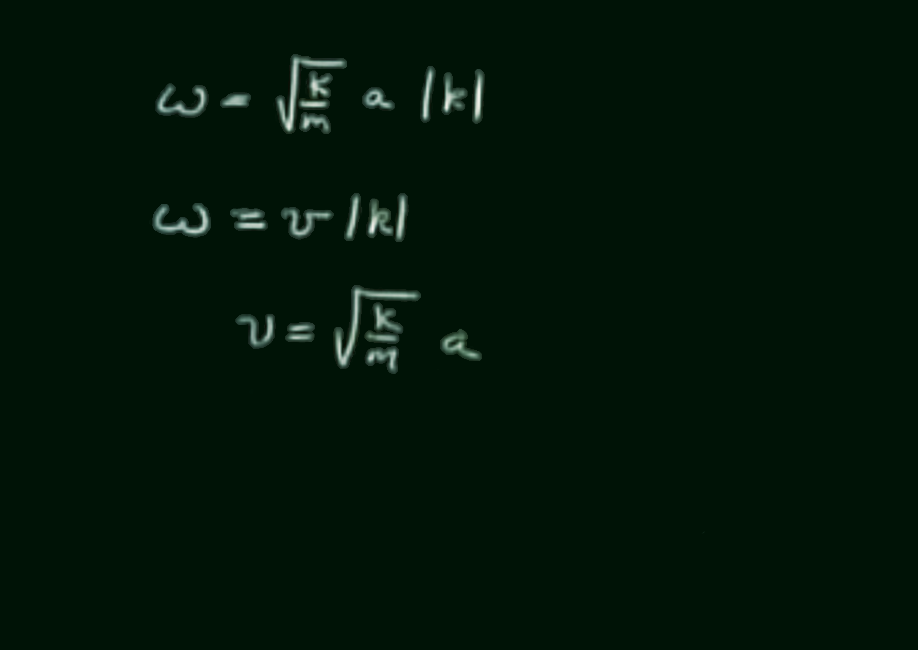 ω = √(k/m) a |k|
ω = v |k|
v = √(k/m) a